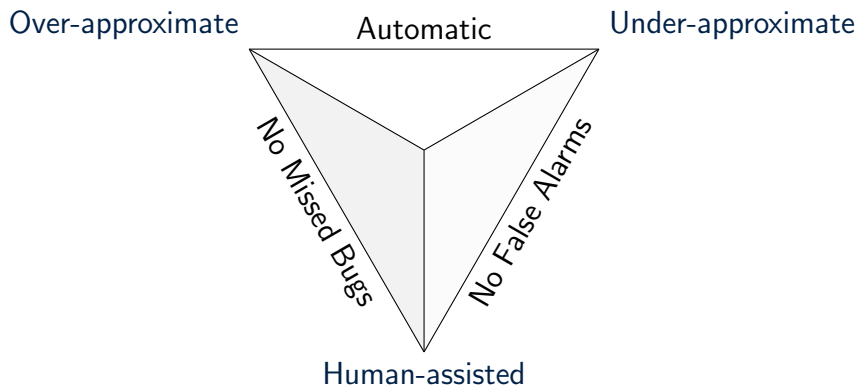 Over-approximate
Automatic
Under-approximate
No Missed Bugs
No False Alarms
Human-assisted